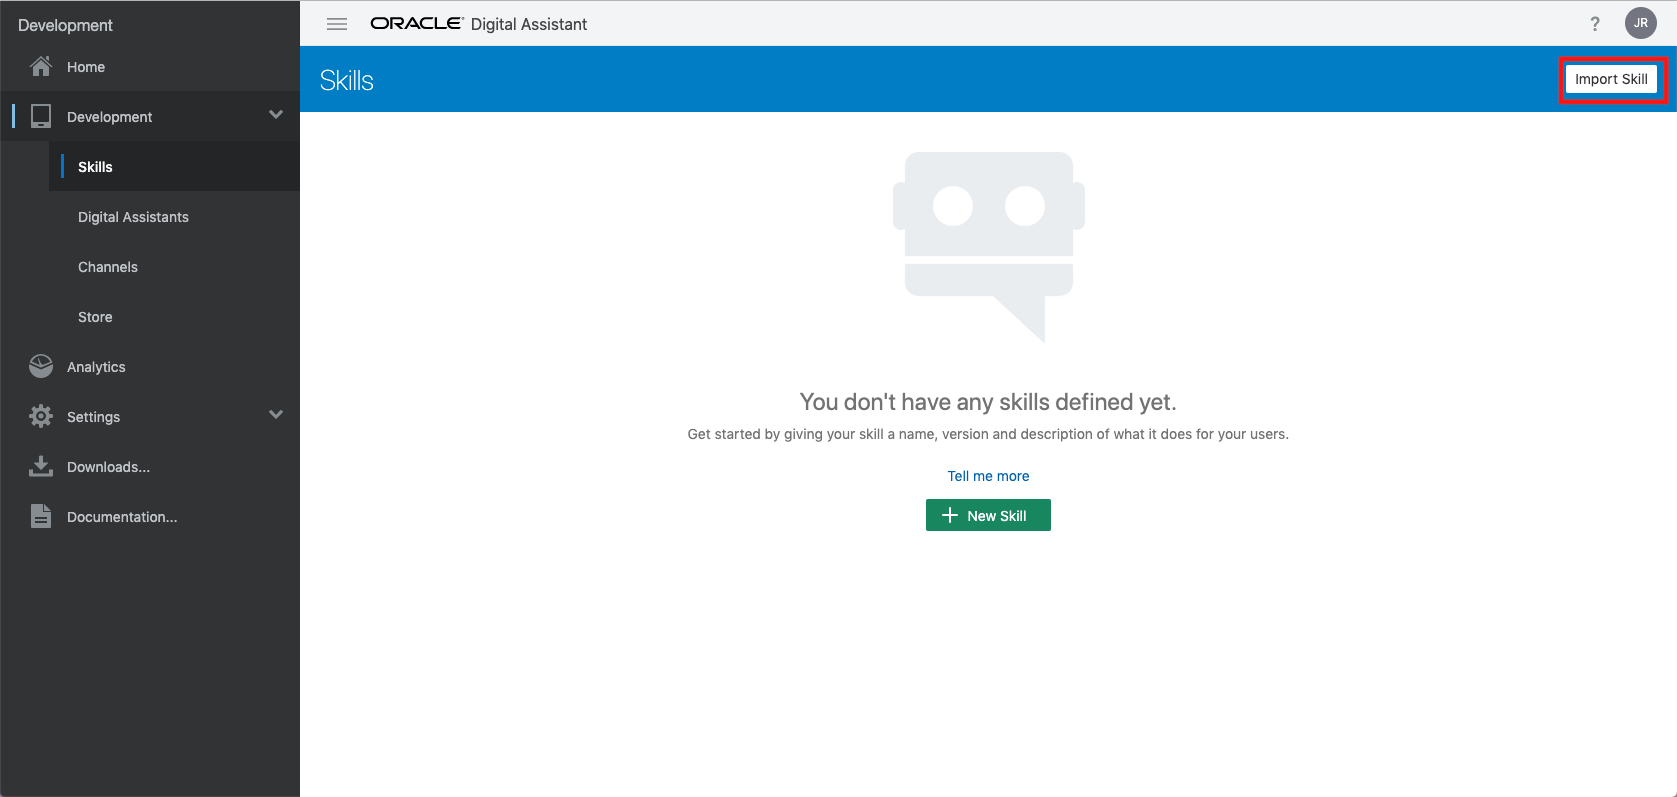 Development
Home
Development
Skills
Digital Assistants
Channels
Store
Analytics
Settings
Downloads...
Documentation...
ORACLE® Digital Assistant
?
JR
Skills
Import Skill
You don't have any skills defined yet.
Get started by giving your skill a name, version and description of what it does for your users.
Tell me more
New Skill